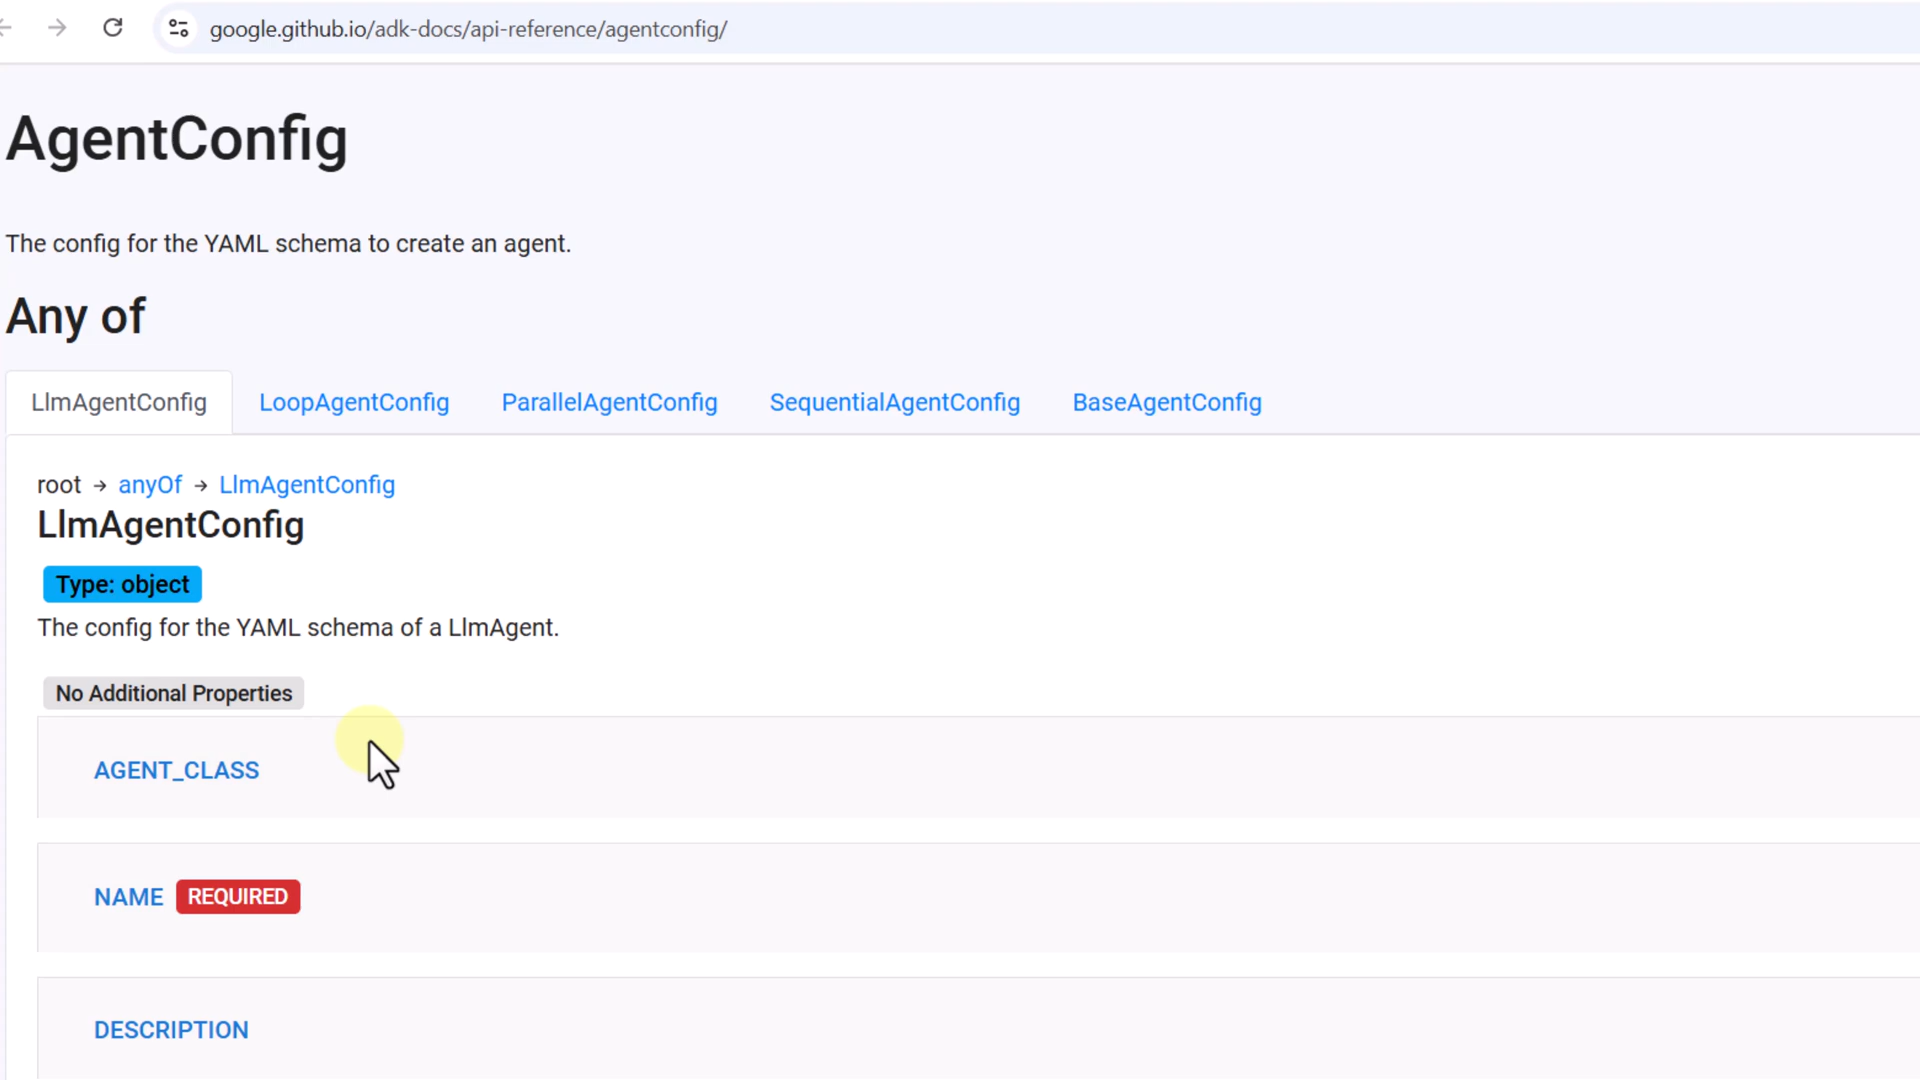 google.github.io/adk-docs/api-reference/agentconfig/
AgentConfig
The config for the YAML schema to create an agent.
Any of
LlmAgentConfig LoopAgentConfig ParallelAgentConfig SequentialAgentConfig BaseAgentConfig
root → anyOf → LlmAgentConfig
LlmAgentConfig
Type: object
The config for the YAML schema of a LlmAgent.
No Additional Properties
AGENT_CLASS
NAME REQUIRED
DESCRIPTION